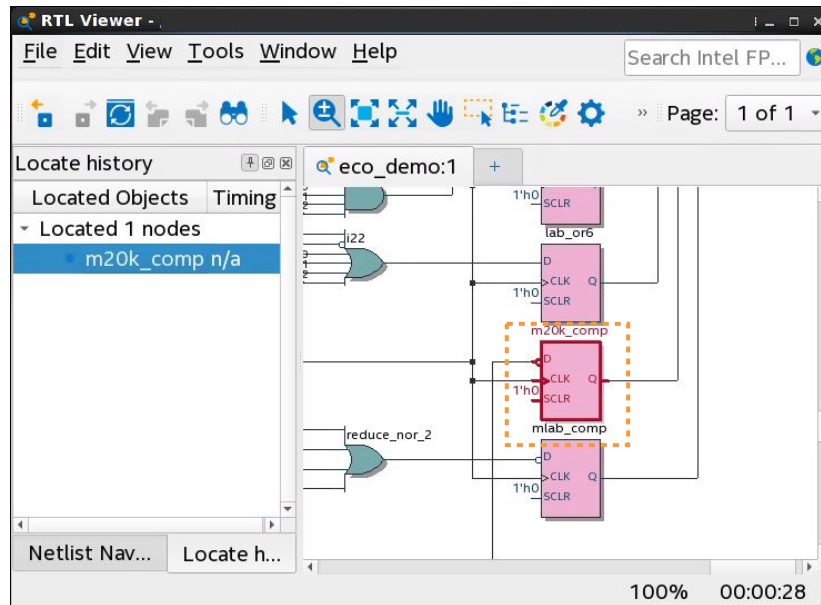 RTL Viewer -
File Edit View Tools Window Help
Search Intel FP...
» Page: 1 of 1
Locate history
Located Objects Timing
Located 1 nodes
m20k_comp n/a
eco_demo:1 +
1'h0 SCLR
lab_or6
i22
D
CLK Q
1'h0 SCLR
m20k_comp
D
CLK Q
1'h0 SCLR
mlab_comp
reduce_nor_2
D
CLK Q
1'h0 SCLR
Netlist Nav... Locate h...
100% 00:00:28